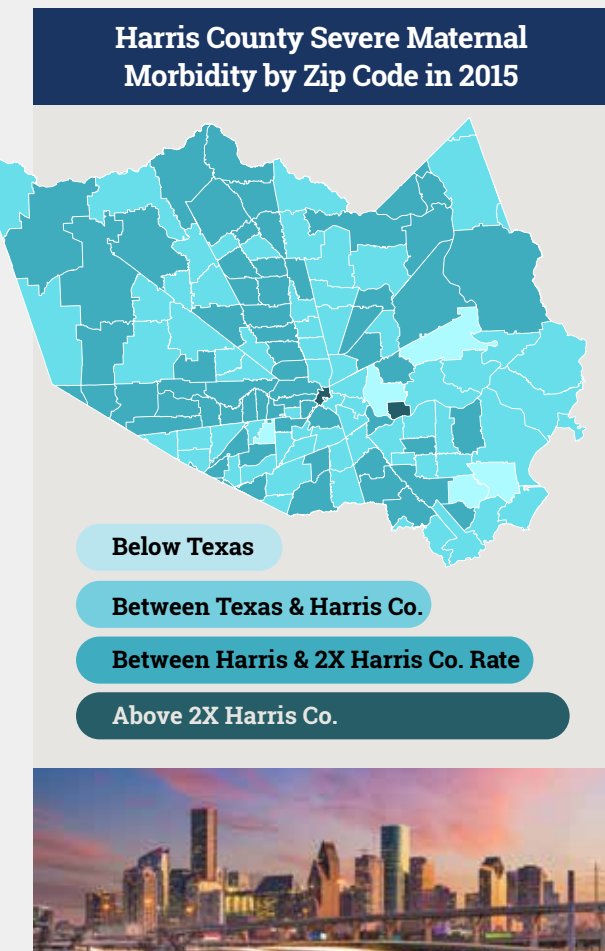 Harris County Severe Maternal
Morbidity by Zip Code in 2015
Below Texas
Between Texas & Harris Co.
Between Harris & 2X Harris Co. Rate
Above 2X Harris Co.